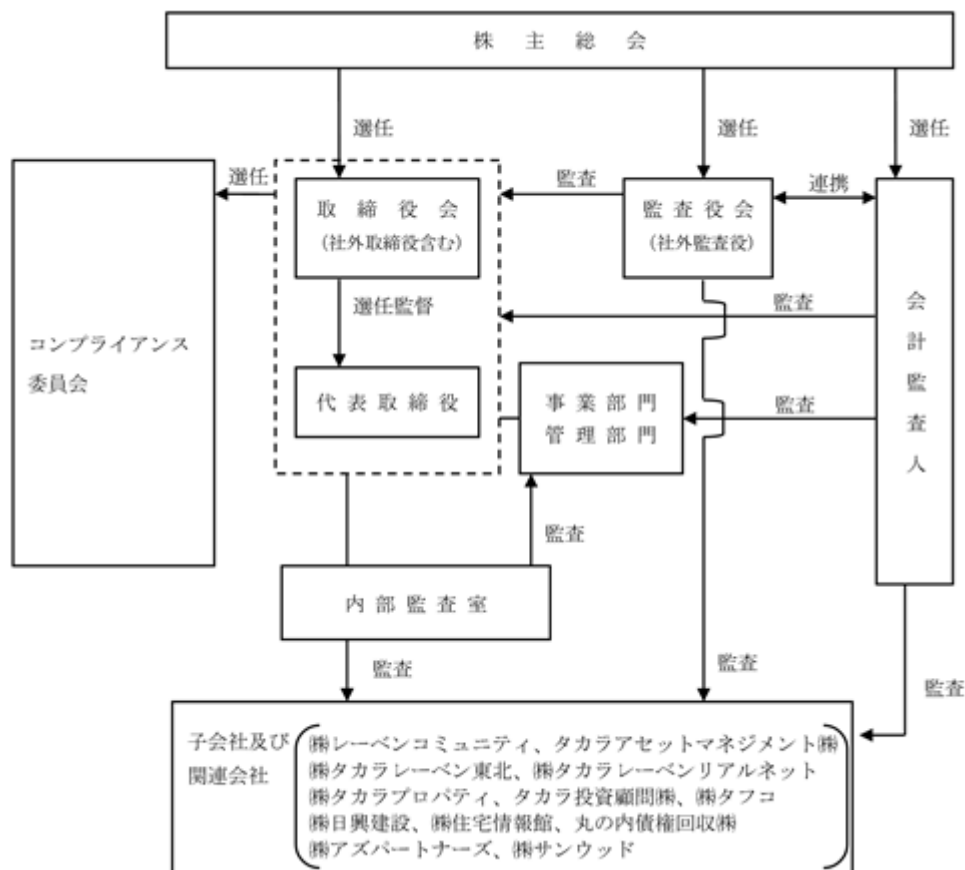 株主総会
選任
選任
選任
選任
監査
連携
取締役会
(社外取締役含む)
監査役会
(社外監査役)
会計監査人
選任監督
監査
コンプライアンス
委員会
代表取締役
事業部門
管理部門
監査
監査
内部監査室
監査
監査
監査
子会社及び
関連会社
㈱レーベンコミュニティ、タカラアセットマネジメント㈱
㈱タカラレーベン東北、㈱タカラレーベンリアルネット
㈱タカラプロパティ、タカラ投資顧問㈱、㈱タフコ
㈱日興建設、㈱住宅情報館、丸の内債権回収㈱
㈱アズパートナーズ、㈱サンウッド